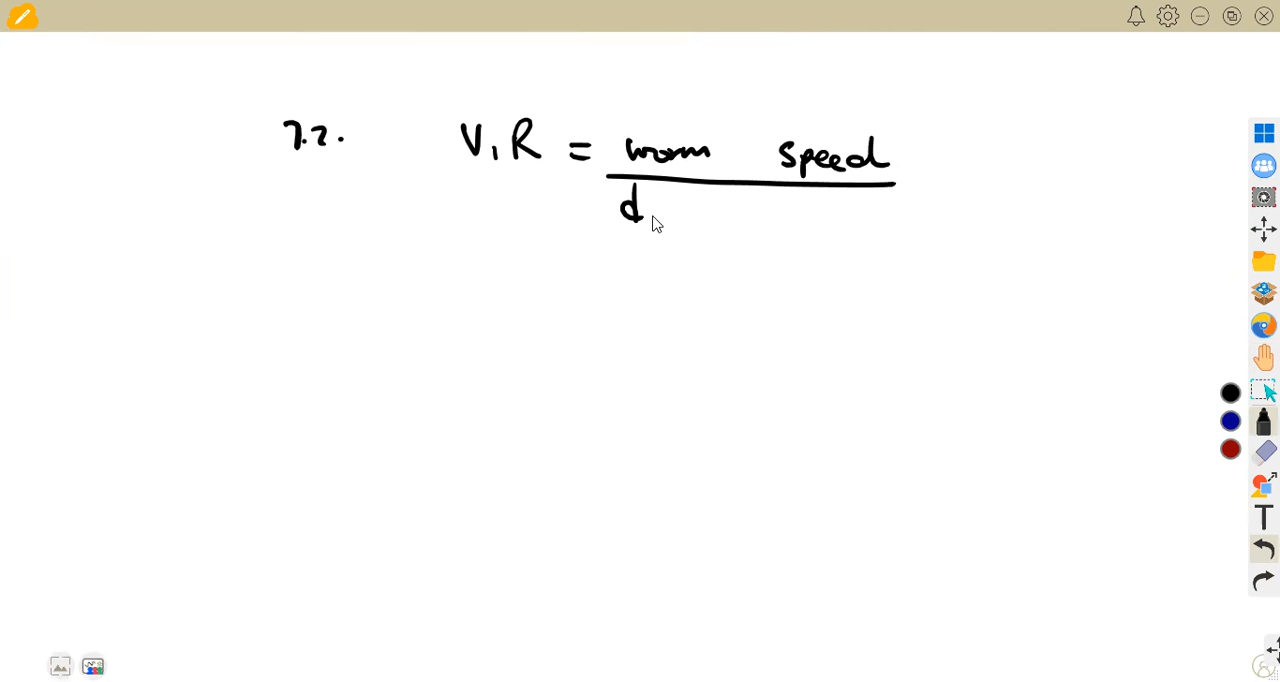 7.2. V.R = worm speed
d